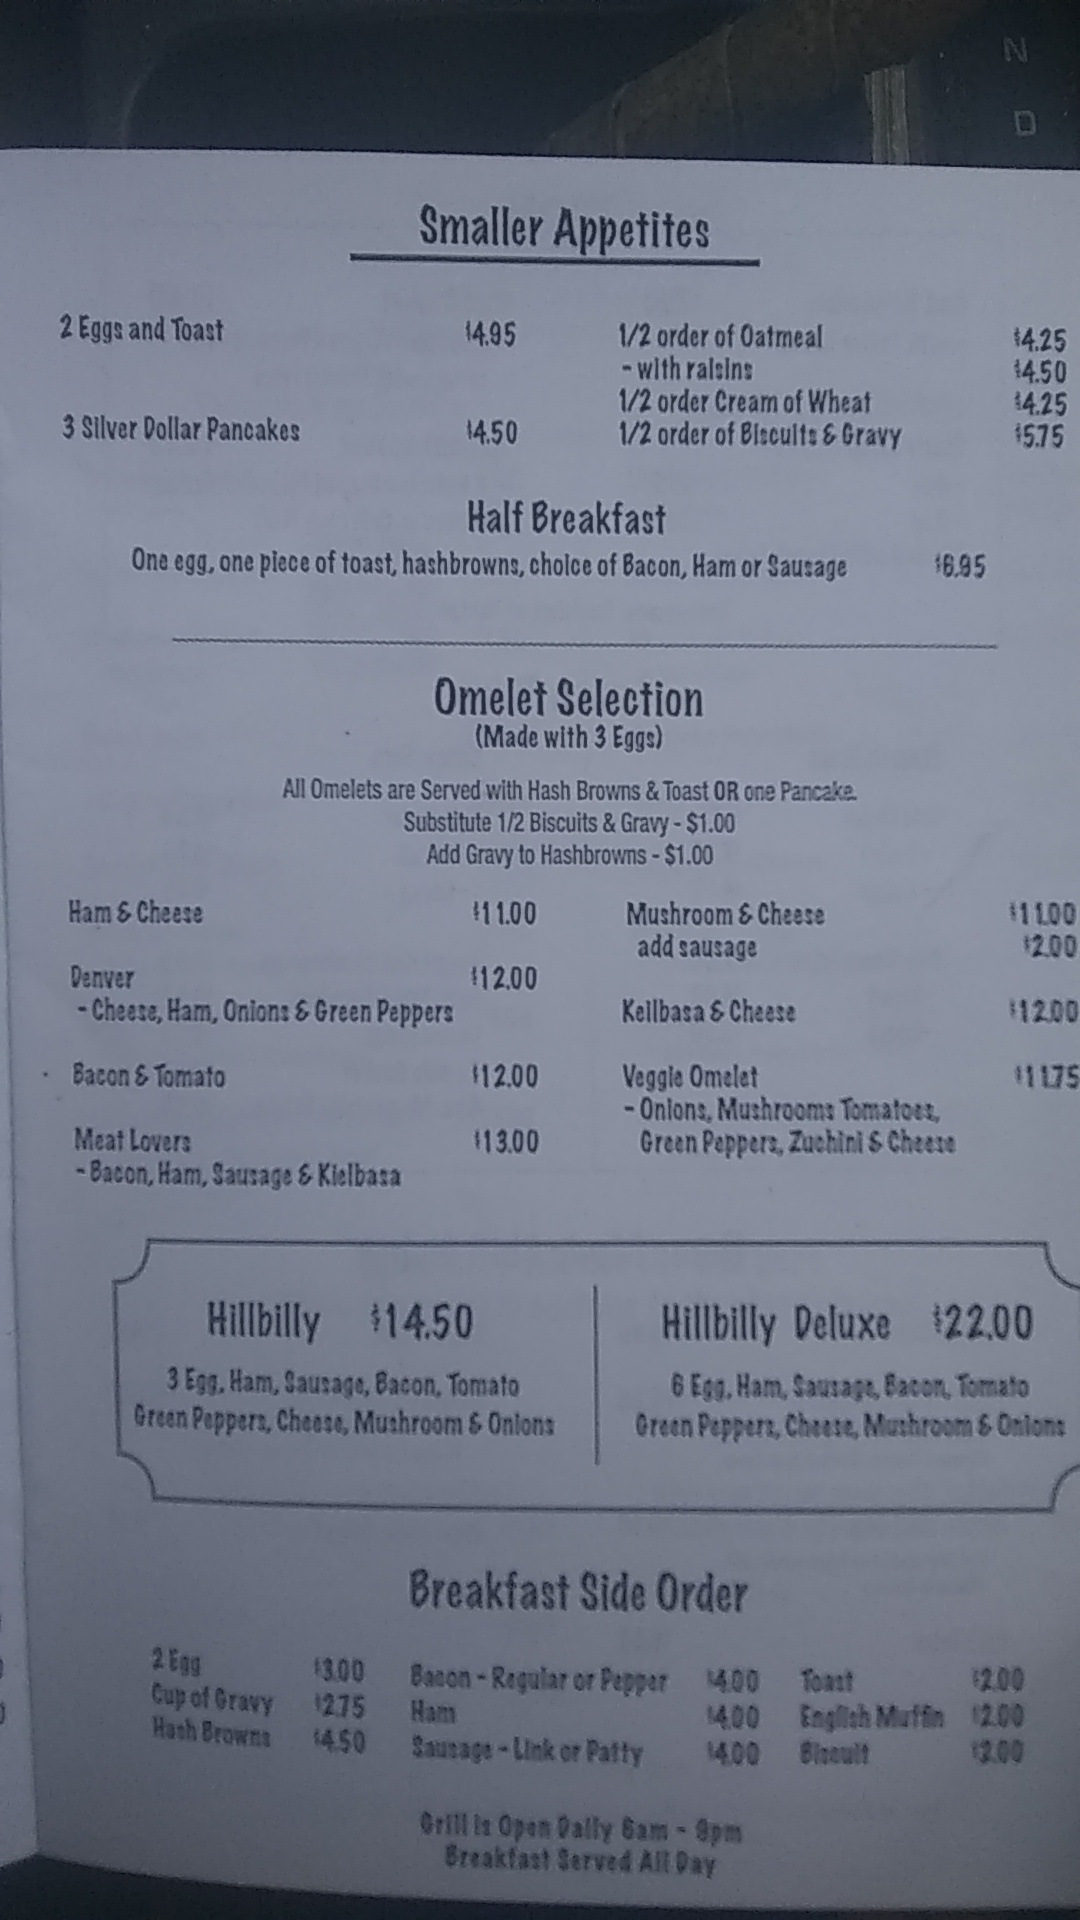 N
D
Smaller Appetites
2 Eggs and Toast $4.95
3 Silver Dollar Pancakes $4.50
1/2 order of Oatmeal $4.25
- with raisins $4.50
1/2 order Cream of Wheat $4.25
1/2 order of Biscuits & Gravy $5.75
Half Breakfast
One egg, one piece of toast, hashbrowns, choice of Bacon, Ham or Sausage $6.95
Omelet Selection
(Made with 3 Eggs)
All Omelets are Served with Hash Browns & Toast OR one Pancake.
Substitute 1/2 Biscuits & Gravy - $1.00
Add Gravy to Hashbrowns - $1.00
Ham & Cheese $11.00
Denver $12.00
- Cheese, Ham, Onions & Green Peppers
Bacon & Tomato $12.00
Meat Lovers $13.00
- Bacon, Ham, Sausage & Kielbasa
Mushroom & Cheese $11.00
add sausage $2.00
Keilbasa & Cheese $12.00
Veggie Omelet $11.75
- Onions, Mushrooms Tomatoes,
Green Peppers, Zuchini & Cheese
Hillbilly $14.50
3 Egg, Ham, Sausage, Bacon, Tomato
Green Peppers, Cheese, Mushroom & Onions
Hillbilly Deluxe $22.00
6 Egg, Ham, Sausage, Bacon, Tomato
Green Peppers, Cheese, Mushroom & Onions
Breakfast Side Order
2 Egg $3.00
Cup of Gravy $2.75
Hash Browns $4.50
Bacon - Regular or Pepper $4.00
Ham $4.00
Sausage - Link or Patty $4.00
Toast $2.00
English Muffin $2.00
Biscuit
Grill is Open Daily 6am - 9pm
Breakfast Served All Day